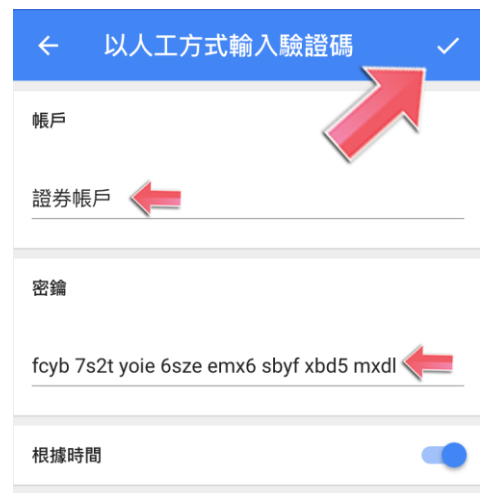 以人工方式輸入驗證碼
帳戶
證券帳戶
密鑰
fcyb 7s2t yoie 6sze emx6 sbyf xbd5 mxdl
根據時間